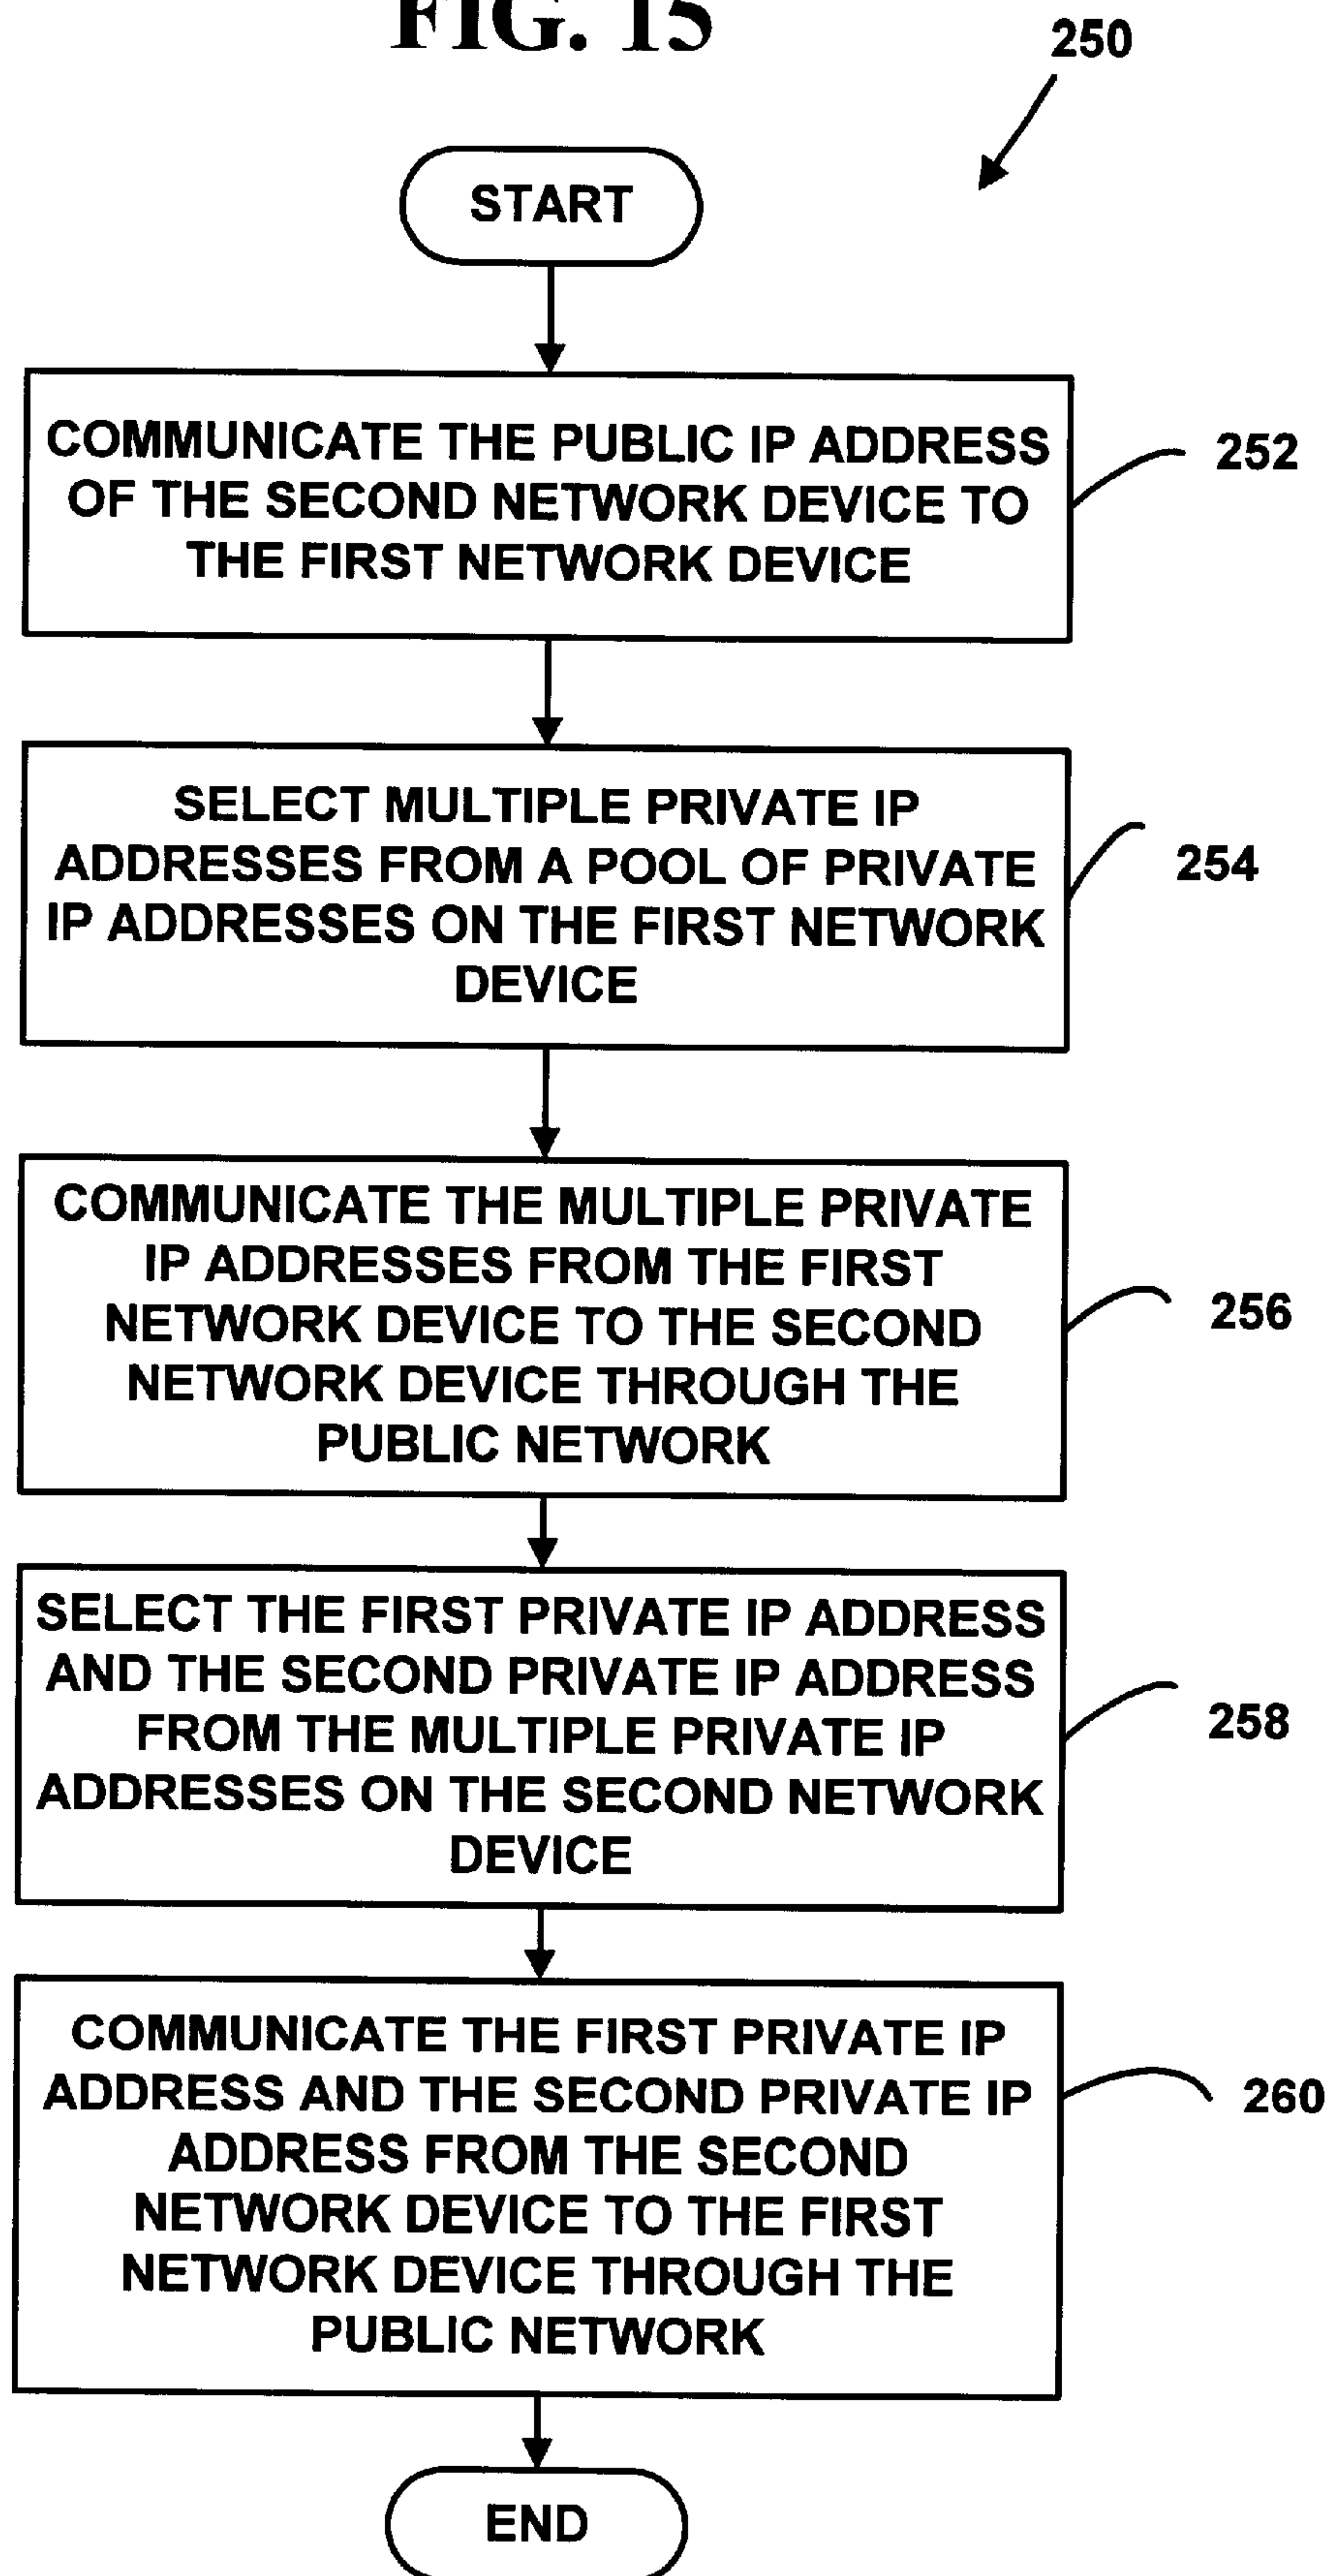 FIG. 15
250
START
COMMUNICATE THE PUBLIC IP ADDRESS
OF THE SECOND NETWORK DEVICE TO
THE FIRST NETWORK DEVICE
252
SELECT MULTIPLE PRIVATE IP
ADDRESSES FROM A POOL OF PRIVATE
IP ADDRESSES ON THE FIRST NETWORK
DEVICE
254
COMMUNICATE THE MULTIPLE PRIVATE
IP ADDRESSES FROM THE FIRST
NETWORK DEVICE TO THE SECOND
NETWORK DEVICE THROUGH THE
PUBLIC NETWORK
256
SELECT THE FIRST PRIVATE IP ADDRESS
AND THE SECOND PRIVATE IP ADDRESS
FROM THE MULTIPLE PRIVATE IP
ADDRESSES ON THE SECOND NETWORK
DEVICE
258
COMMUNICATE THE FIRST PRIVATE IP
ADDRESS AND THE SECOND PRIVATE IP
ADDRESS FROM THE SECOND
NETWORK DEVICE TO THE FIRST
NETWORK DEVICE THROUGH THE
PUBLIC NETWORK
260
END